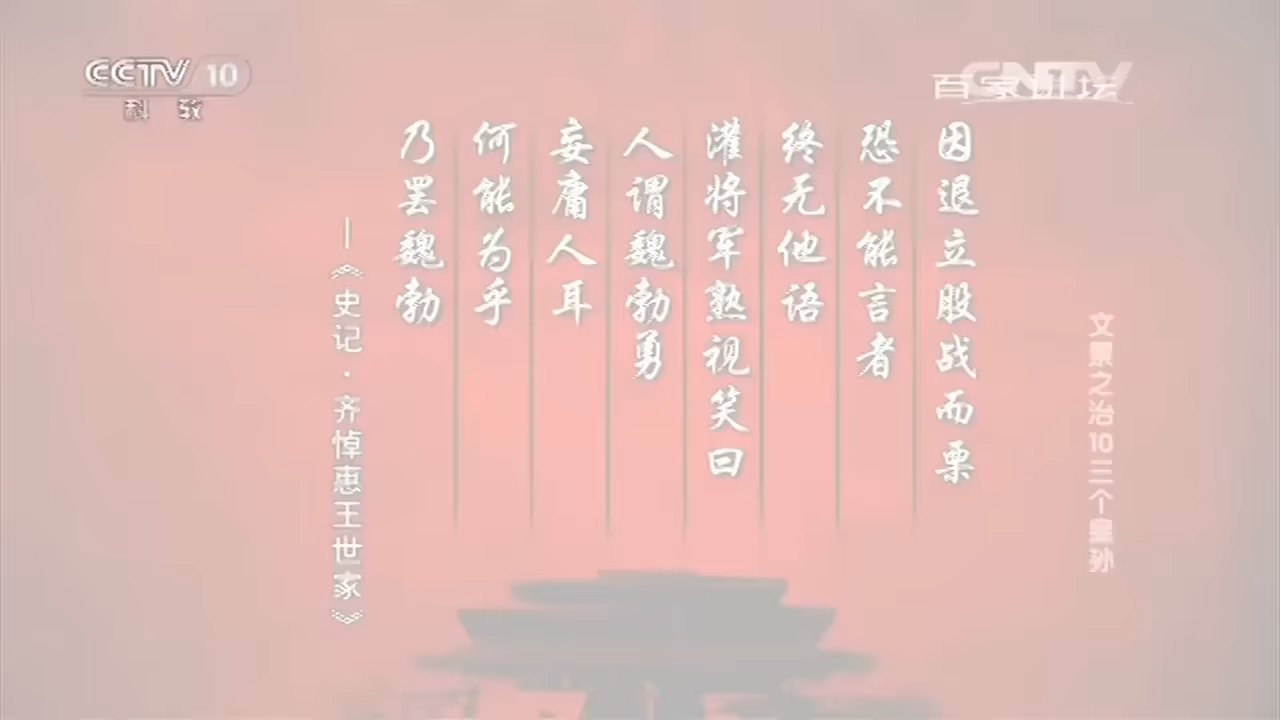 CCTV 10
科教
CNTV
百家讲坛
因退立股战而栗
恐不能言者
终无他语
灌将军熟视笑曰
人谓魏勃勇
妄庸人耳
何能为乎
乃罢魏勃
—《史记·齐悼惠王世家》
文景之治10三个皇孙